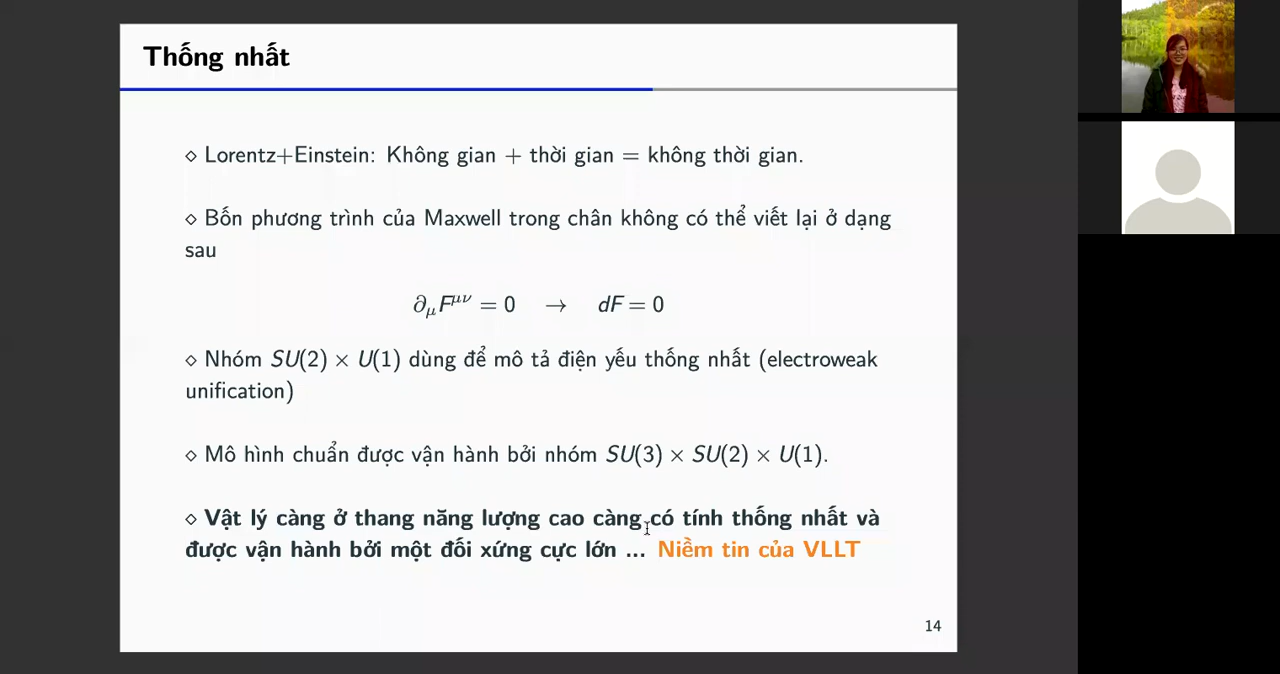 Thống nhất
⋄ Lorentz+Einstein: Không gian + thời gian = không thời gian.
⋄ Bốn phương trình của Maxwell trong chân không có thể viết lại ở dạng
sau
∂_μ F^{μν} = 0 → dF = 0
⋄ Nhóm SU(2) × U(1) dùng để mô tả điện yếu thống nhất (electroweak
unification)
⋄ Mô hình chuẩn được vận hành bởi nhóm SU(3) × SU(2) × U(1).
⋄ Vật lý càng ở thang năng lượng cao càng có tính thống nhất và
được vận hành bởi một đối xứng cực lớn ... Niềm tin của VLLT
14